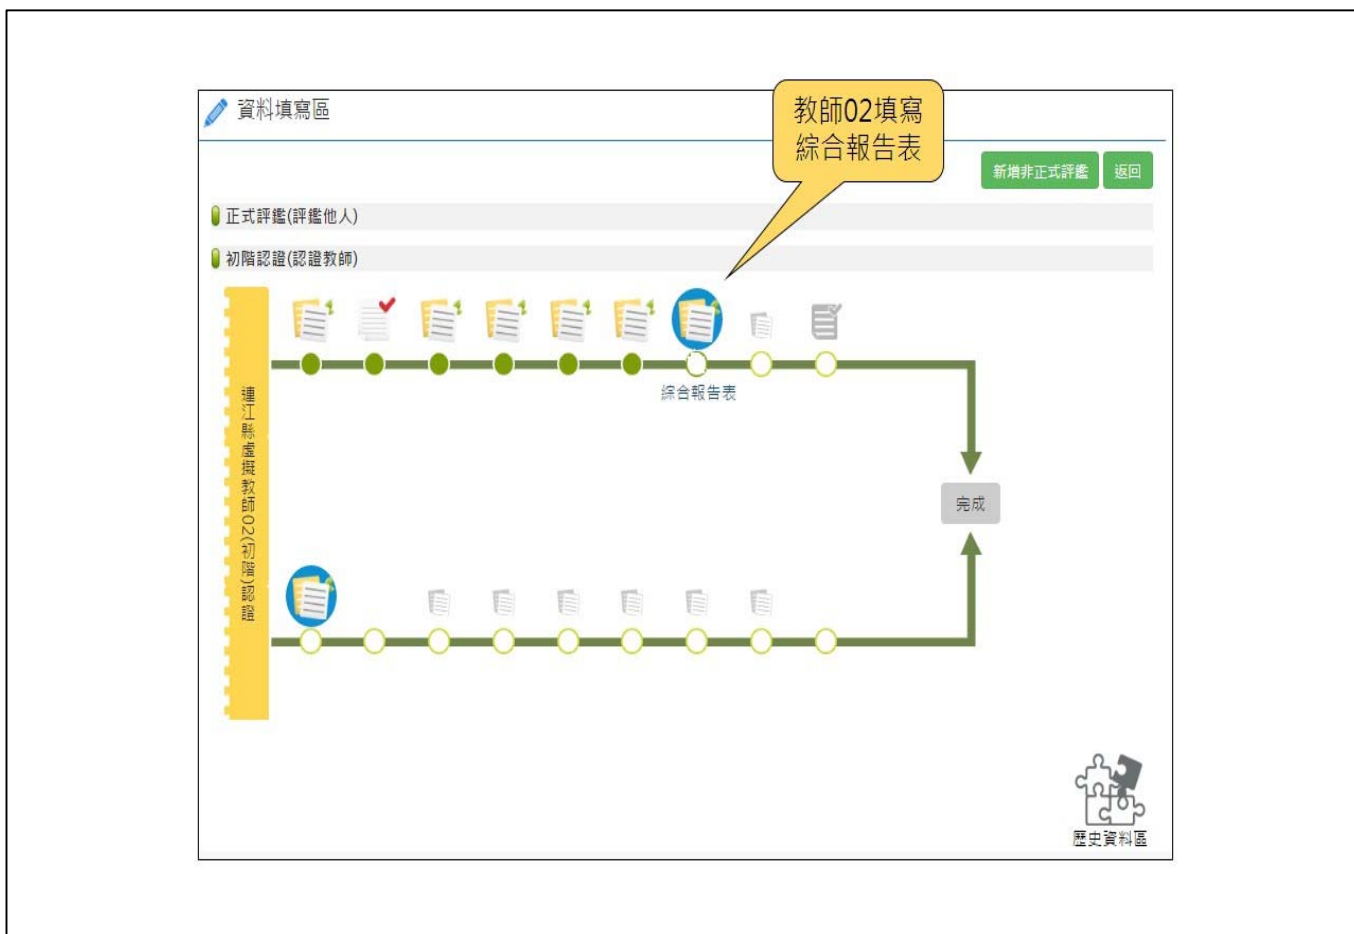 資料填寫區
教師02填寫
綜合報告表
新增非正式評鑑
返回
正式評鑑(評鑑他人)
初階認證(認證教師)
連江縣虛擬教師02(初階)認證
綜合報告表
完成
歷史資料區